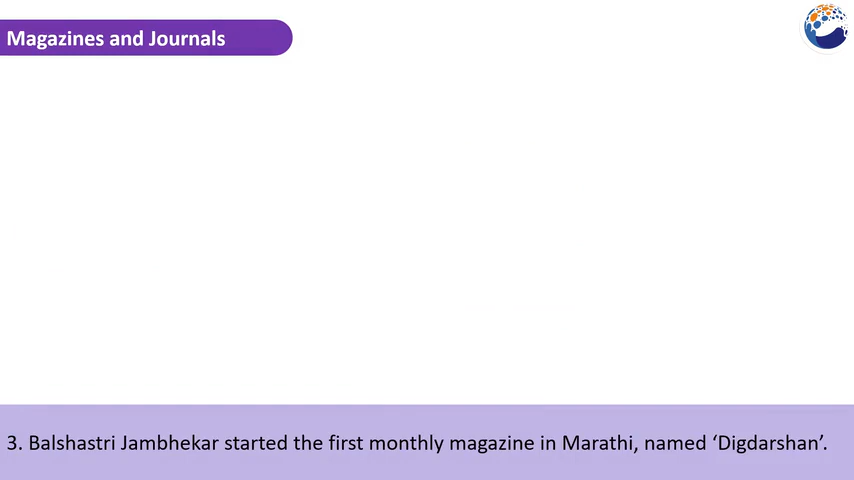 Magazines and Journals
3. Balshastri Jambhekar started the first monthly magazine in Marathi, named ‘Digdarshan’.